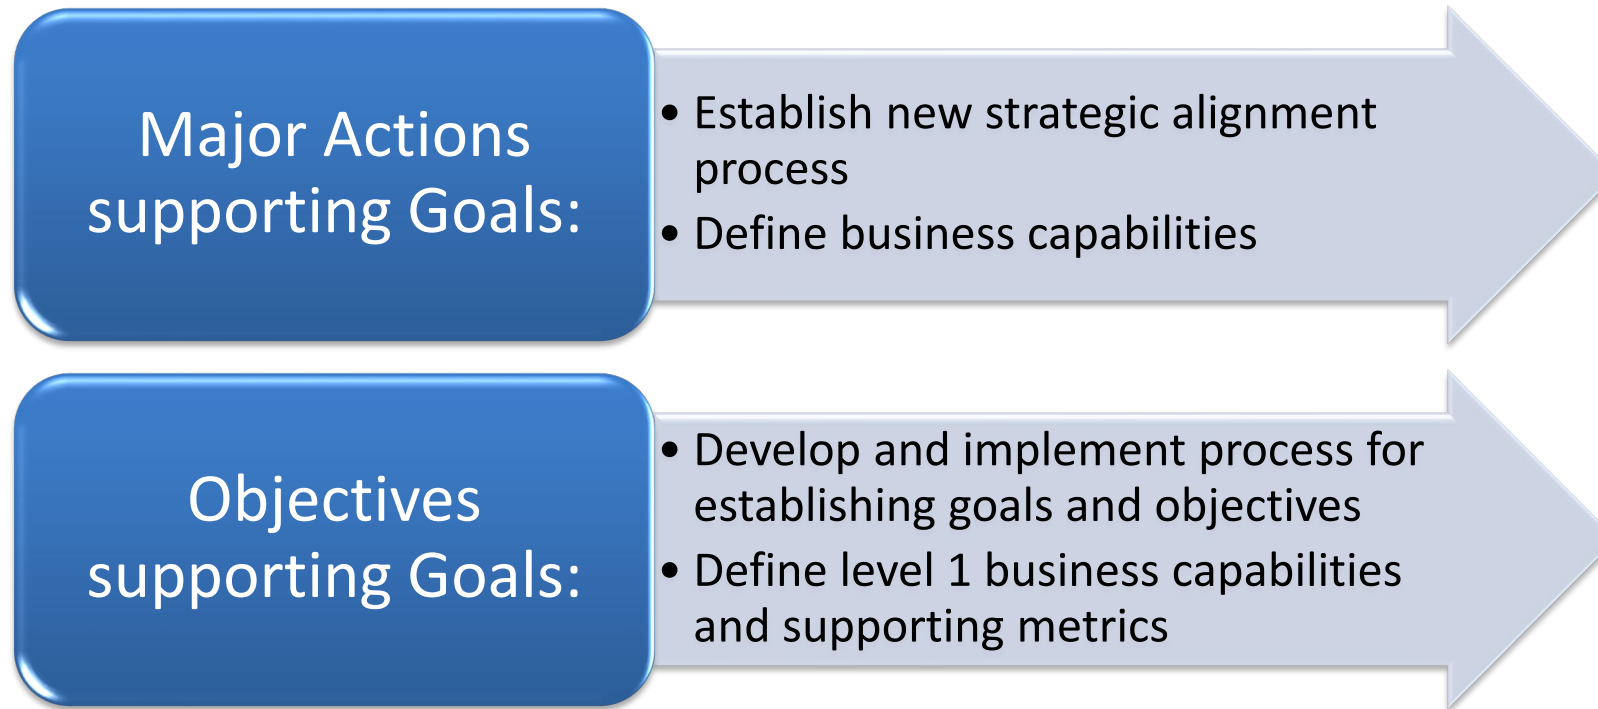 Major Actions
supporting Goals:
• Establish new strategic alignment
process
• Define business capabilities
Objectives
supporting Goals:
• Develop and implement process for
establishing goals and objectives
• Define level 1 business capabilities
and supporting metrics